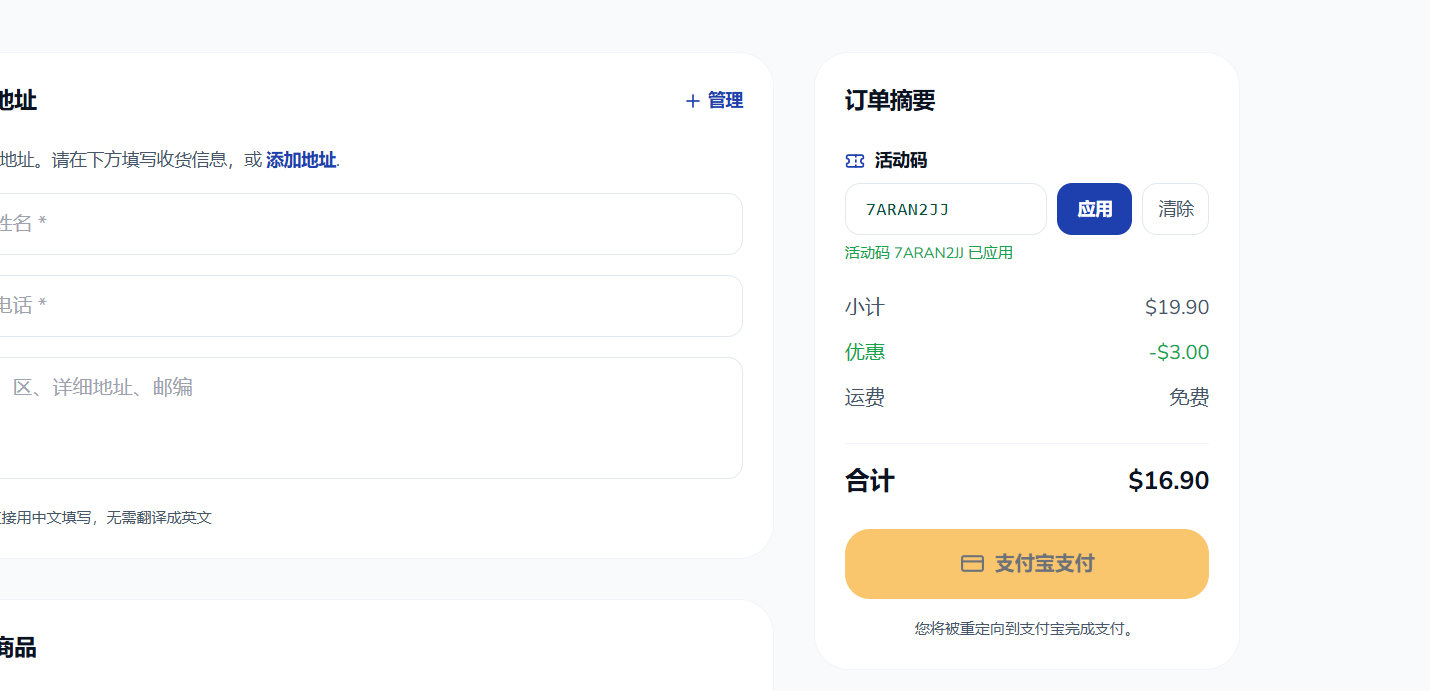 地址
管理
地址。请在下方填写收货信息，或 添加地址.
姓名 *
电话 *
区、详细地址、邮编
接用中文填写，无需翻译成英文
商品
订单摘要
活动码
7ARAN2JJ
应用
清除
活动码 7ARAN2JJ 已应用
小计 $19.90
优惠 -$3.00
运费 免费
合计 $16.90
支付宝支付
您将被重定向到支付宝完成支付。